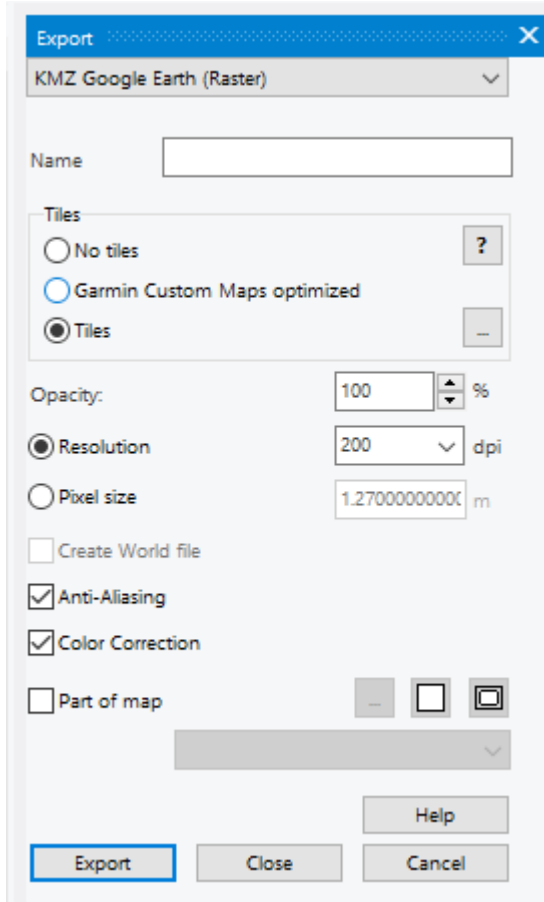 Export
KMZ Google Earth (Raster)
Name
Tiles
No tiles
?
Garmin Custom Maps optimized
Tiles
...
Opacity:
100
%
Resolution
200
dpi
Pixel size
1.27000000000
m
Create World file
Anti-Aliasing
Color Correction
Part of map
...
Help
Export
Close
Cancel